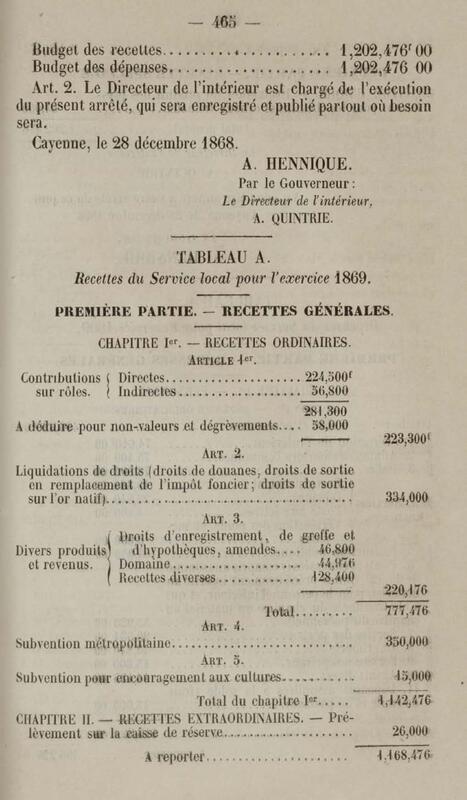 — 465 —
Budget des recettes.................................. 1,202,476f 00
Budget des dépenses................................ 1,202,476 00
Art. 2. Le Directeur de l'intérieur est chargé de l'exécution
du présent arrêté, qui sera enregistré et publié partout où besoin
sera.
Cayenne, le 28 décembre 1868.
A. HENNIQUE.
Par le Gouverneur :
Le Directeur de l'intérieur,
A. QUINTRIE.
TABLEAU A.
Recettes du Service local pour l'exercice 1869.
PREMIÈRE PARTIE. — RECETTES GÉNÉRALES.
CHAPITRE Ier. — RECETTES ORDINAIRES.
ARTICLE 1er.
Contributions { Directes...................... 224,500f
sur rôles. { Indirectes.................... 56,800
281,300
A déduire pour non-valeurs et dégrèvements.... 58,000
223,300f
ART. 2.
Liquidations de droits (droits de douanes, droits de sortie
en remplacement de l'impôt foncier; droits de sortie
sur l'or natif)........................................ 334,000
ART. 3.
Droits d'enregistrement, de greffe et
Divers produits { d'hypothèques, amendes.... 46,800
et revenus. { Domaine.................... 44,976
Recettes diverses............ 128,400
220,176
Total......... 777,476
ART. 4.
Subvention métropolitaine............................ 350,000
ART. 5.
Subvention pour encouragement aux cultures............ 15,000
Total du chapitre Ier..... 1,142,476
CHAPITRE II. — RECETTES EXTRAORDINAIRES. — Pré-
lèvement sur la caisse de réserve.................... 26,000
A reporter................ 1,168,476